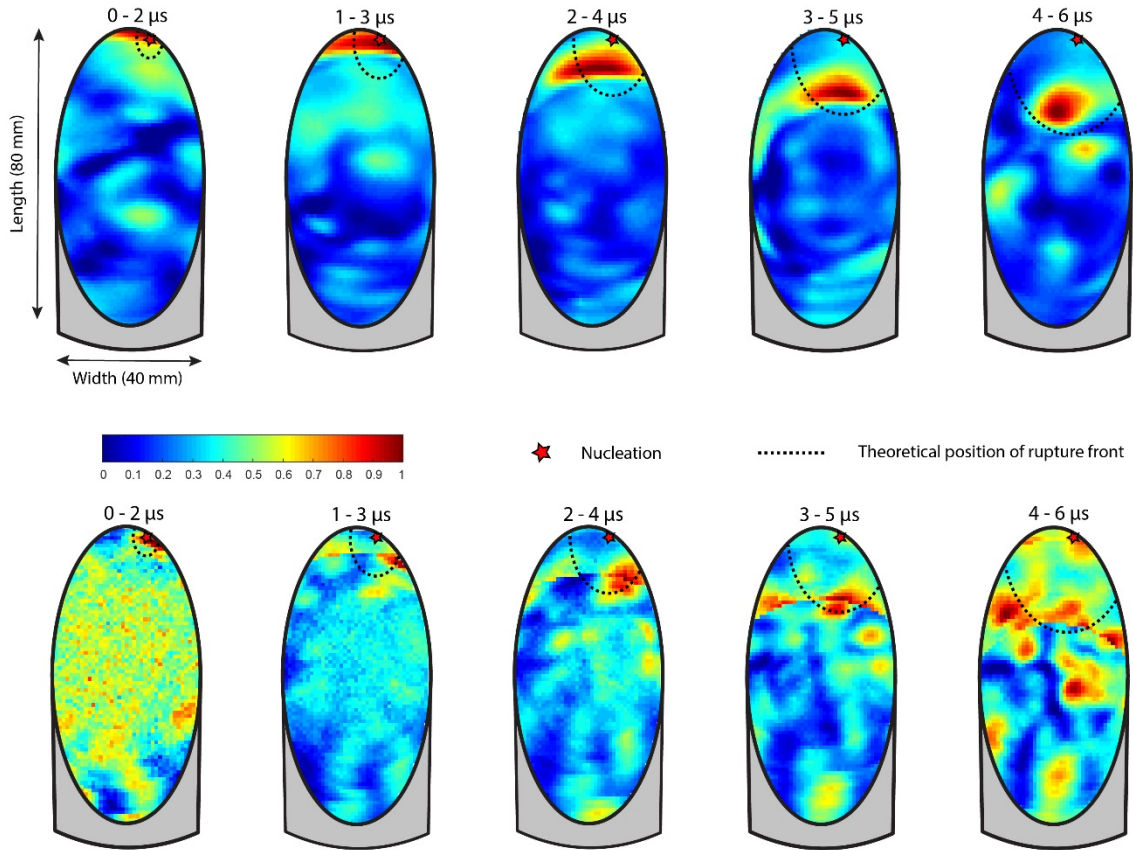 0 - 2 μs
1 - 3 μs
2 - 4 μs
3 - 5 μs
4 - 6 μs
Length (80 mm)
Width (40 mm)
0 0.1 0.2 0.3 0.4 0.5 0.6 0.7 0.8 0.9 1
Nucleation
Theoretical position of rupture front
0 - 2 μs
1 - 3 μs
2 - 4 μs
3 - 5 μs
4 - 6 μs